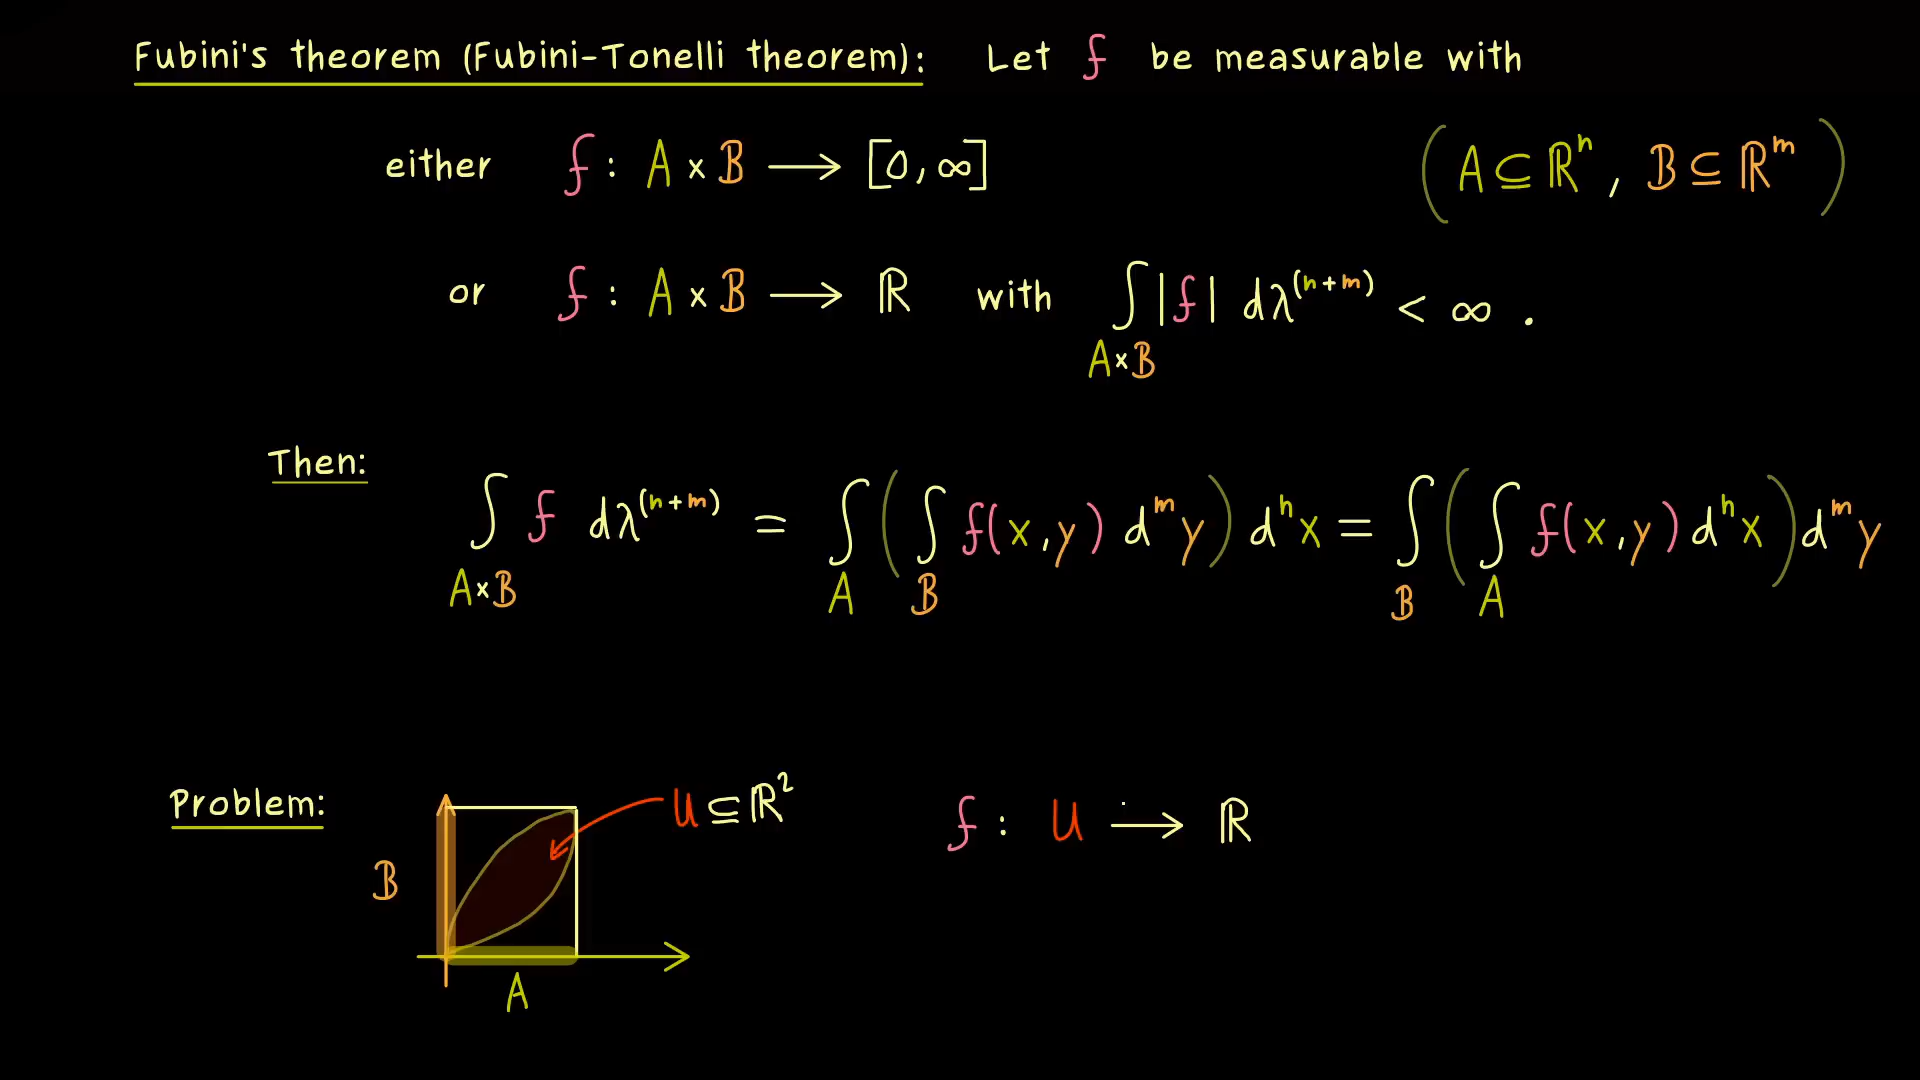 Fubini's theorem (Fubini-Tonelli theorem): Let f be measurable with
either f : A × B ⟶ [0, ∞] (A ⊆ ℝⁿ, B ⊆ ℝᵐ)
or f : A × B ⟶ ℝ with ∫_{A×B} |f| dλ^{(n+m)} < ∞ .
Then: ∫_{A×B} f dλ^{(n+m)} = ∫_A ( ∫_B f(x,y) dᵐy ) dⁿx = ∫_B ( ∫_A f(x,y) dⁿx ) dᵐy
Problem: U ⊆ ℝ² f : U ⟶ ℝ
B
A